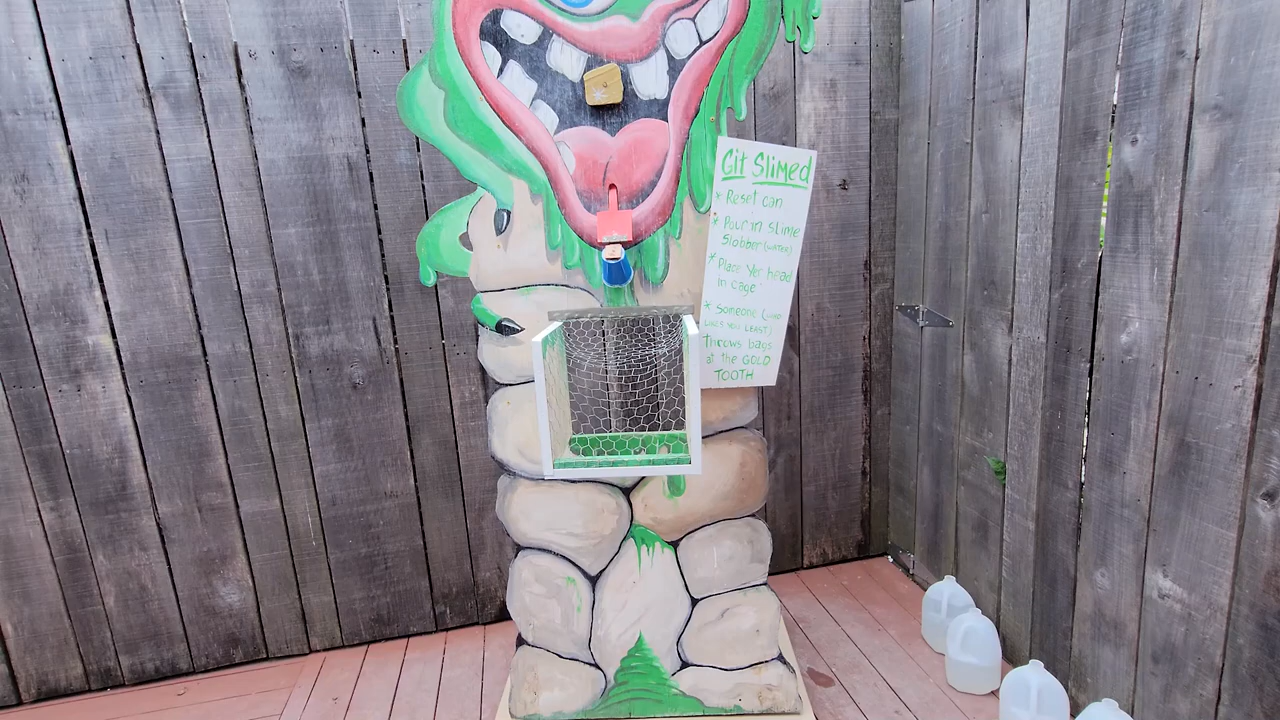 Git Slimed
* Reset can
* Pour in slime
Slobber (WATER)
* Place Yer head
in cage
* Someone (WHO
LIKES YOU LEAST)
throws bags
at the GOLD
TOOTH